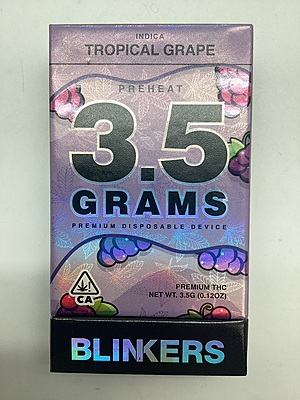 INDICA
TROPICAL GRAPE
PREHEAT
3.5
GRAMS
PREMIUM DISPOSABLE DEVICE
PREMIUM THC
NET WT. 3.5G (0.12OZ)
!
CA
BLINKERS